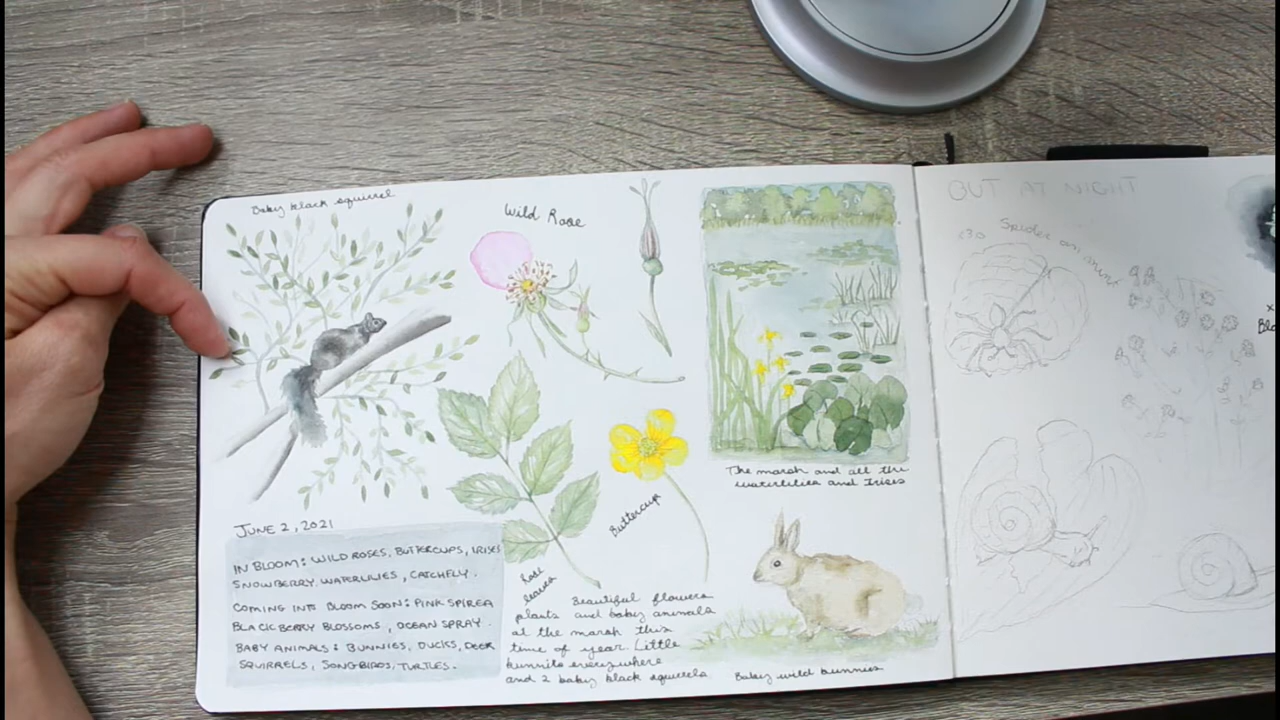 Baby black squirrel
Wild Rose
The marsh and all the
waterlilies and Irises
Buttercup
Rose
leaves
JUNE 2, 2021
IN BLOOM: WILD ROSES, BUTTERCUPS, IRISES
SNOWBERRY. WATERLILIES, CATCHFLY.
COMING INTO BLOOM SOON: PINK SPIREA
BLACKBERRY BLOSSOMS, OCEAN SPRAY.
BABY ANIMALS: BUNNIES, DUCKS, DEER
SQUIRRELS, SONGBIRDS, TURTLES.
Beautiful flowers
plants and baby animals
at the marsh this
time of year. Little
bunnies everywhere
and 2 baby black squirrels
Baby wild bunnies
BUT AT NIGHT
Spider on mint